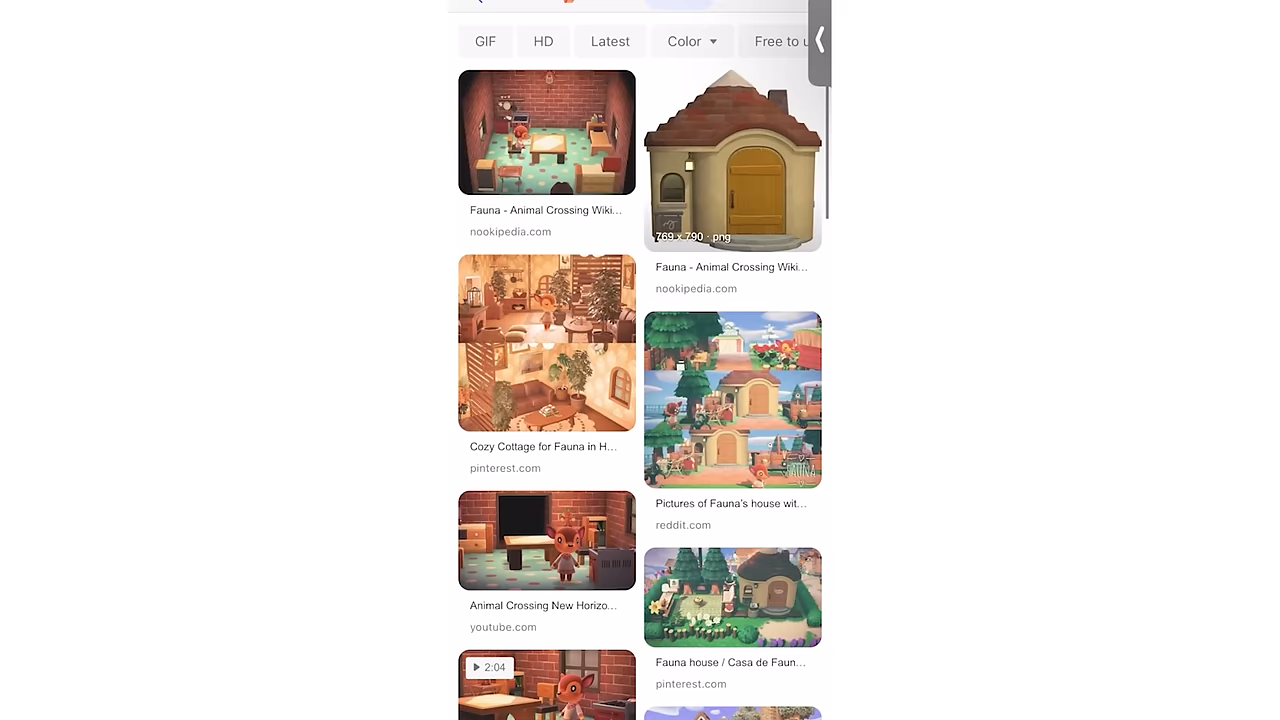 GIF
HD
Latest
Color
Free to u
Fauna - Animal Crossing Wiki...
nookipedia.com
769 x 790 · png
Fauna - Animal Crossing Wiki...
nookipedia.com
Cozy Cottage for Fauna in H...
pinterest.com
FAUNA
Pictures of Fauna's house wit...
reddit.com
Animal Crossing New Horizo...
youtube.com
Fauna house / Casa de Faun...
pinterest.com
2:04